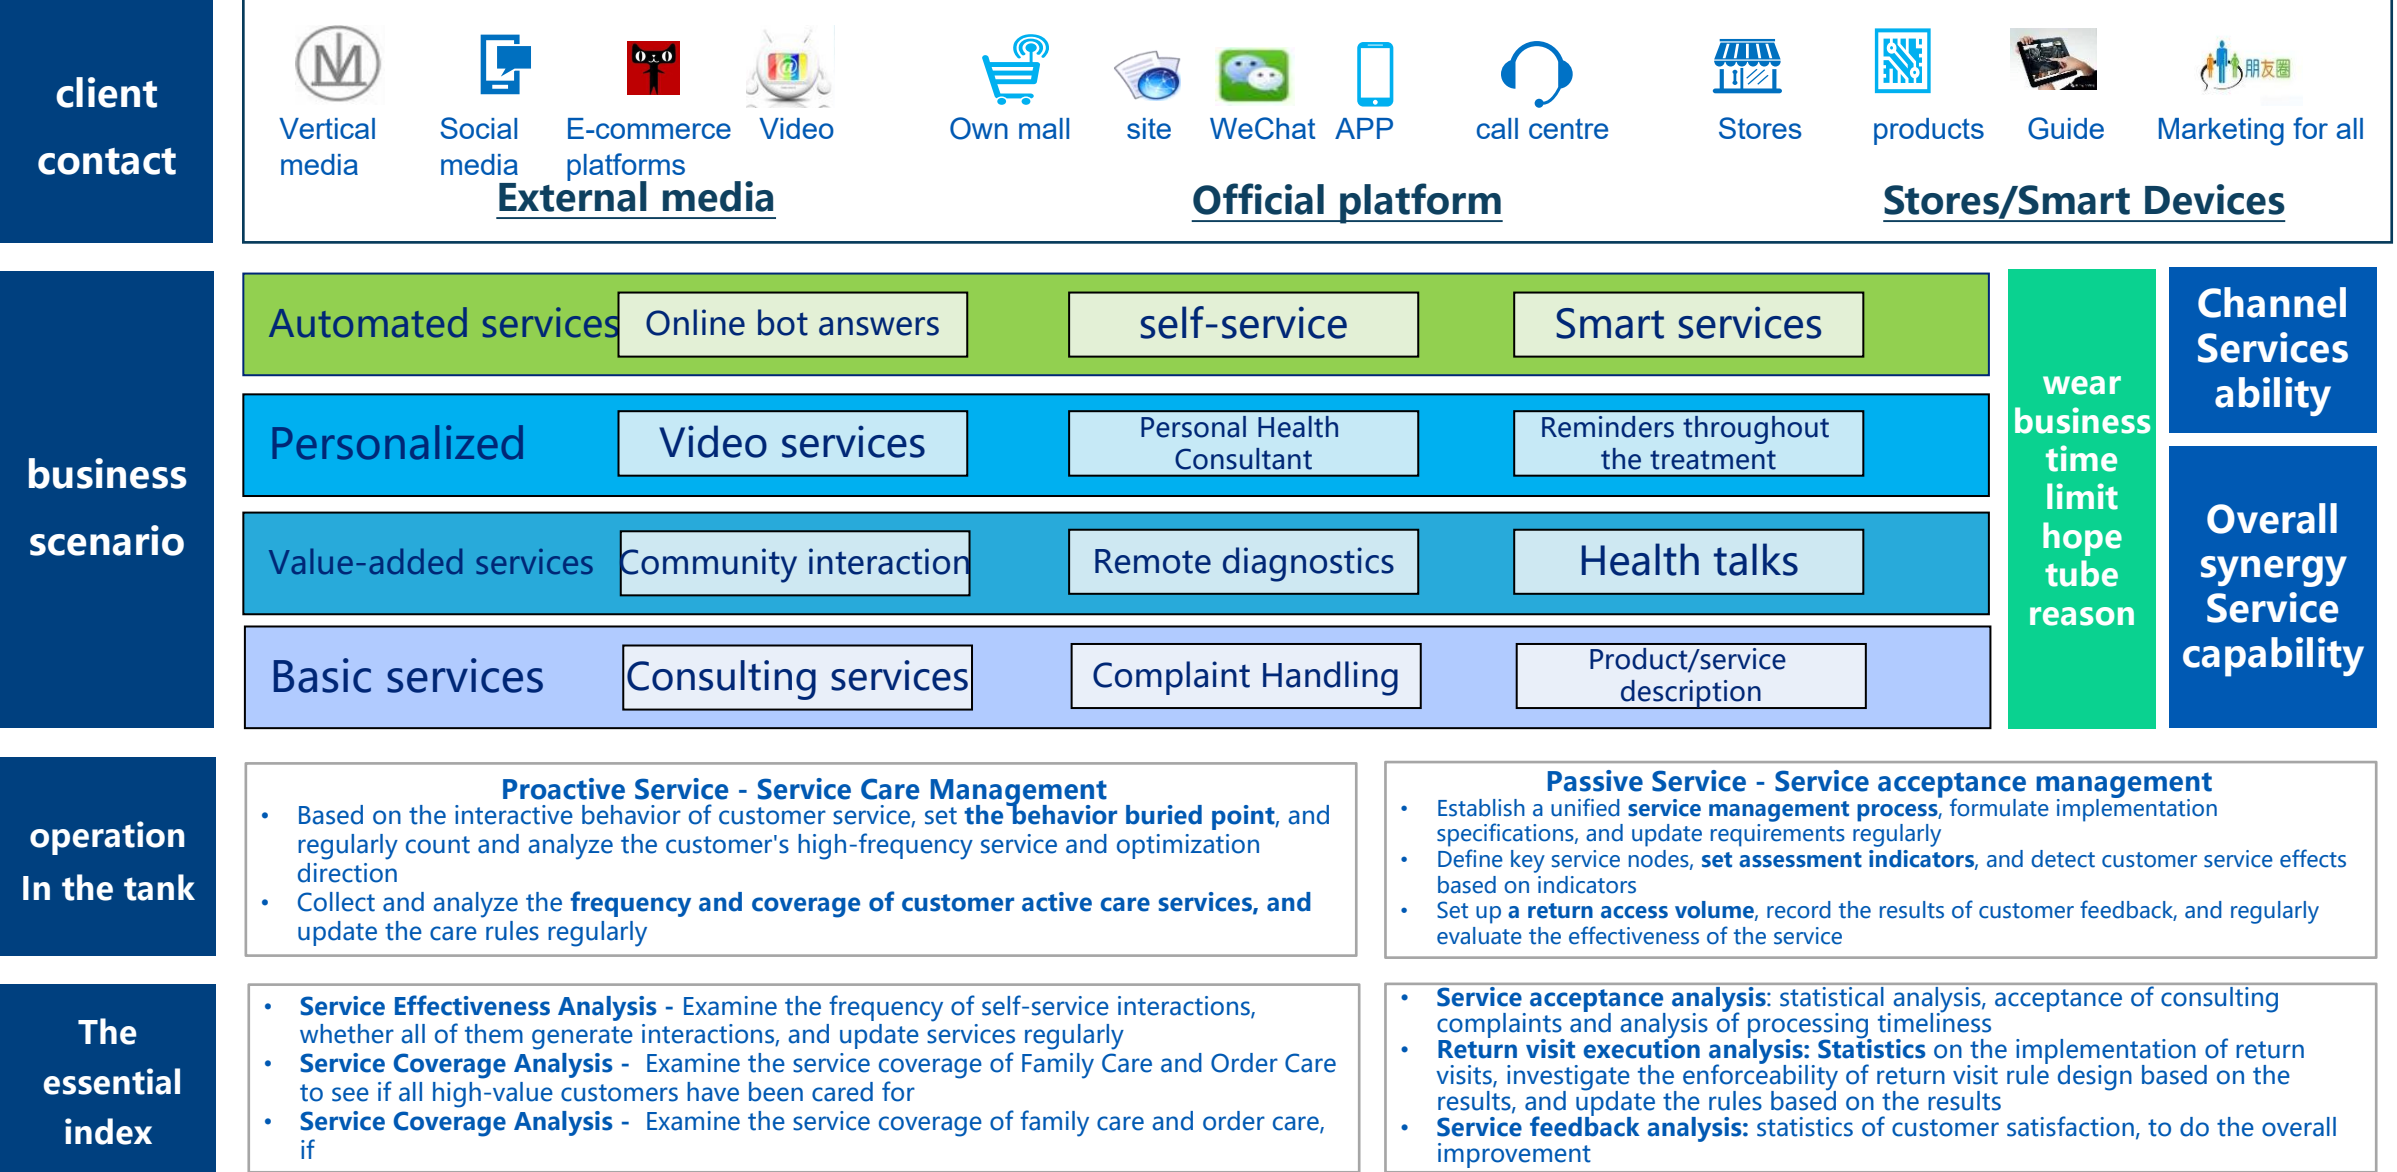 client
contact
Vertical
media
Social
media
E-commerce
platforms
Video
External media
Own mall
site
WeChat
APP
call centre
Official platform
Stores
products
Guide
朋友圈
Marketing for all
Stores/Smart Devices
business
scenario
Automated services
Online bot answers
self-service
Smart services
Personalized
Video services
Personal Health
Consultant
Reminders throughout
the treatment
Value-added services
Community interaction
Remote diagnostics
Health talks
Basic services
Consulting services
Complaint Handling
Product/service
description
wear
business
time
limit
hope
tube
reason
Channel
Services
ability
Overall
synergy
Service
capability
operation
In the tank
Proactive Service - Service Care Management
• Based on the interactive behavior of customer service, set the behavior buried point, and
regularly count and analyze the customer's high-frequency service and optimization
direction
• Collect and analyze the frequency and coverage of customer active care services, and
update the care rules regularly
Passive Service - Service acceptance management
• Establish a unified service management process, formulate implementation
specifications, and update requirements regularly
• Define key service nodes, set assessment indicators, and detect customer service effects
based on indicators
• Set up a return access volume, record the results of customer feedback, and regularly
evaluate the effectiveness of the service
The
essential
index
• Service Effectiveness Analysis - Examine the frequency of self-service interactions,
whether all of them generate interactions, and update services regularly
• Service Coverage Analysis - Examine the service coverage of Family Care and Order Care
to see if all high-value customers have been cared for
• Service Coverage Analysis - Examine the service coverage of family care and order care,
if
• Service acceptance analysis: statistical analysis, acceptance of consulting
complaints and analysis of processing timeliness
• Return visit execution analysis: Statistics on the implementation of return
visits, investigate the enforceability of return visit rule design based on the
results, and update the rules based on the results
• Service feedback analysis: statistics of customer satisfaction, to do the overall
improvement